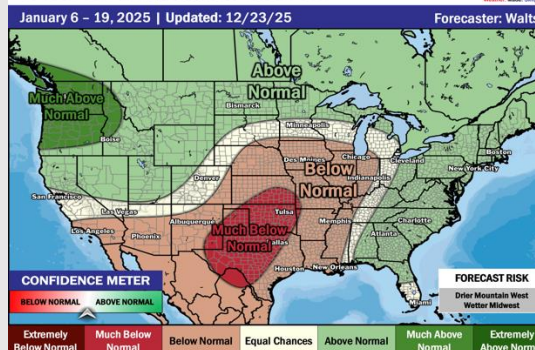 January 6 – 19, 2025 | Updated: 12/23/25
Forecaster: Walts
Above
Normal
Much Above
Normal
Bismarck
Minneapolis
Boise
Boston
Des Moines
Chicago
Cleveland
New York City
Below
Normal
Indianapolis
Denver
San Francisco
Las Vegas
Tulsa
Memphis
Charlotte
Los Angeles
Albuquerque
Much Below
Normal
Phoenix
Dallas
Atlanta
Houston
New Orleans
Miami
CONFIDENCE METER
BELOW NORMAL
ABOVE NORMAL
FORECAST RISK
Drier Mountain West
Wetter Midwest
Extremely
Below Normal
Much Below
Normal
Below Normal
Equal Chances
Above Normal
Much Above
Normal
Extremely
Above Norma